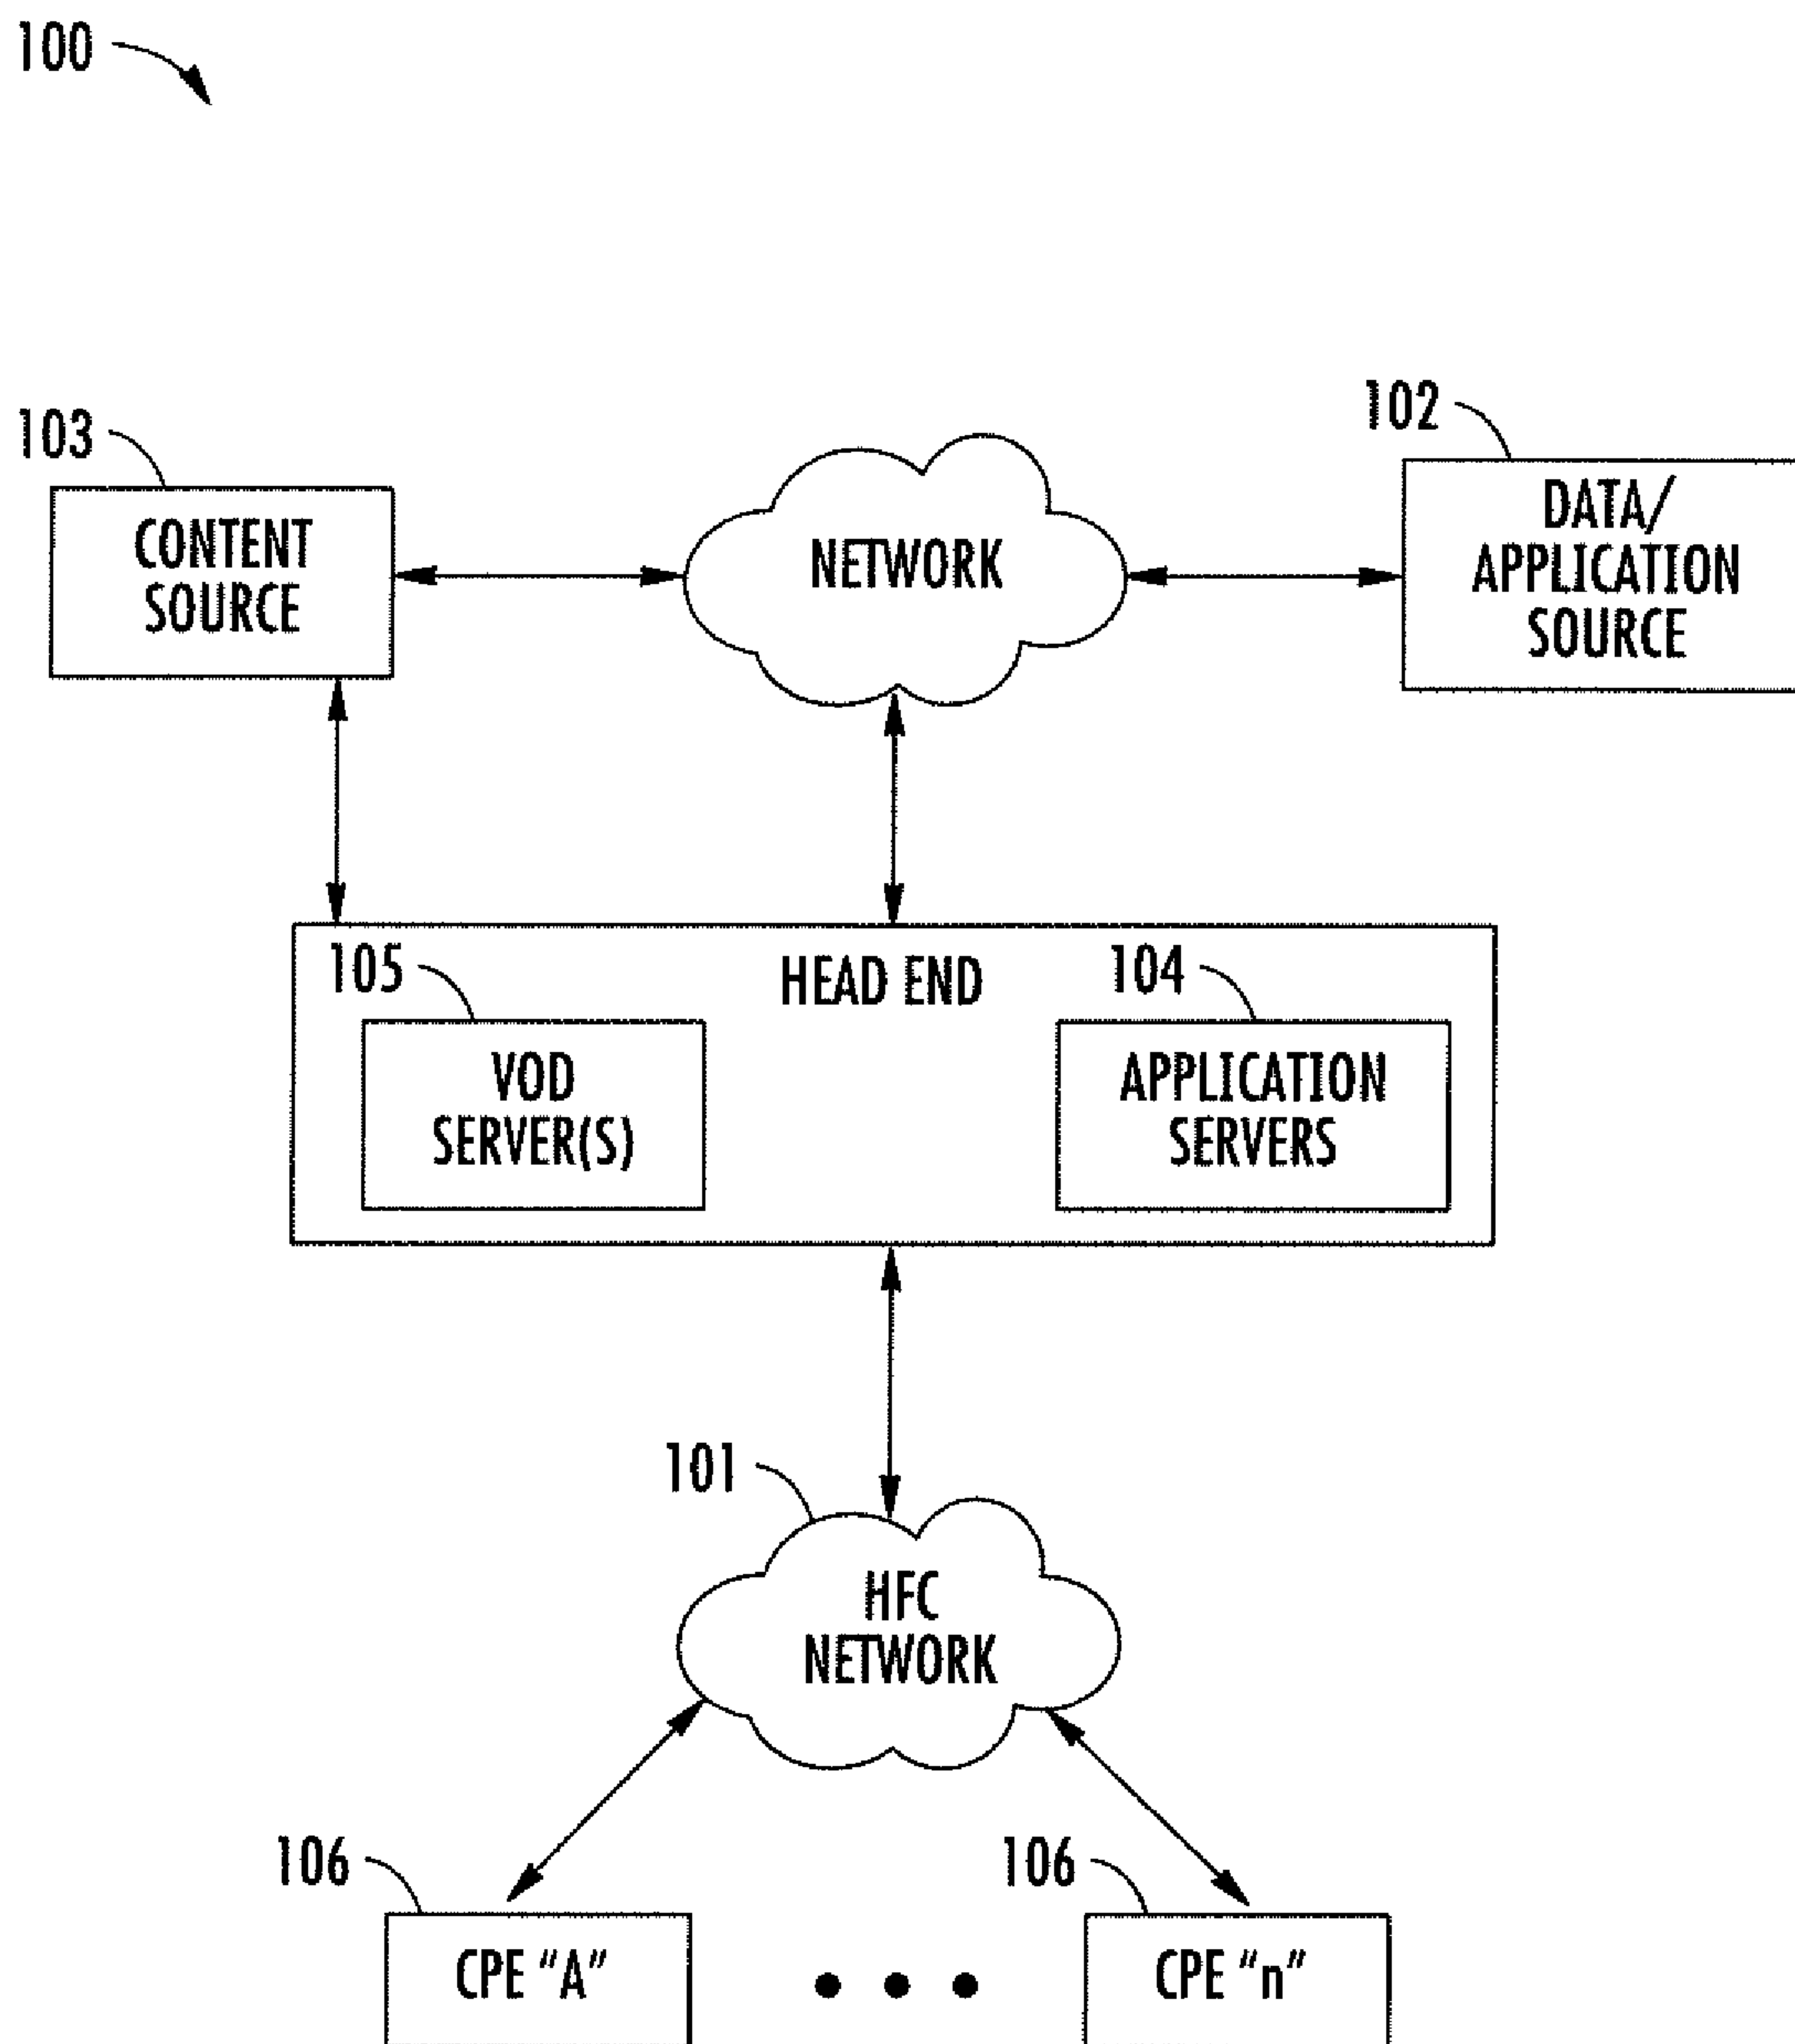 100
103
102
CONTENT
SOURCE
NETWORK
DATA/
APPLICATION
SOURCE
105
HEAD END
104
VOD
SERVER(S)
APPLICATION
SERVERS
101
HFC
NETWORK
106
106
CPE "A"
CPE "n"